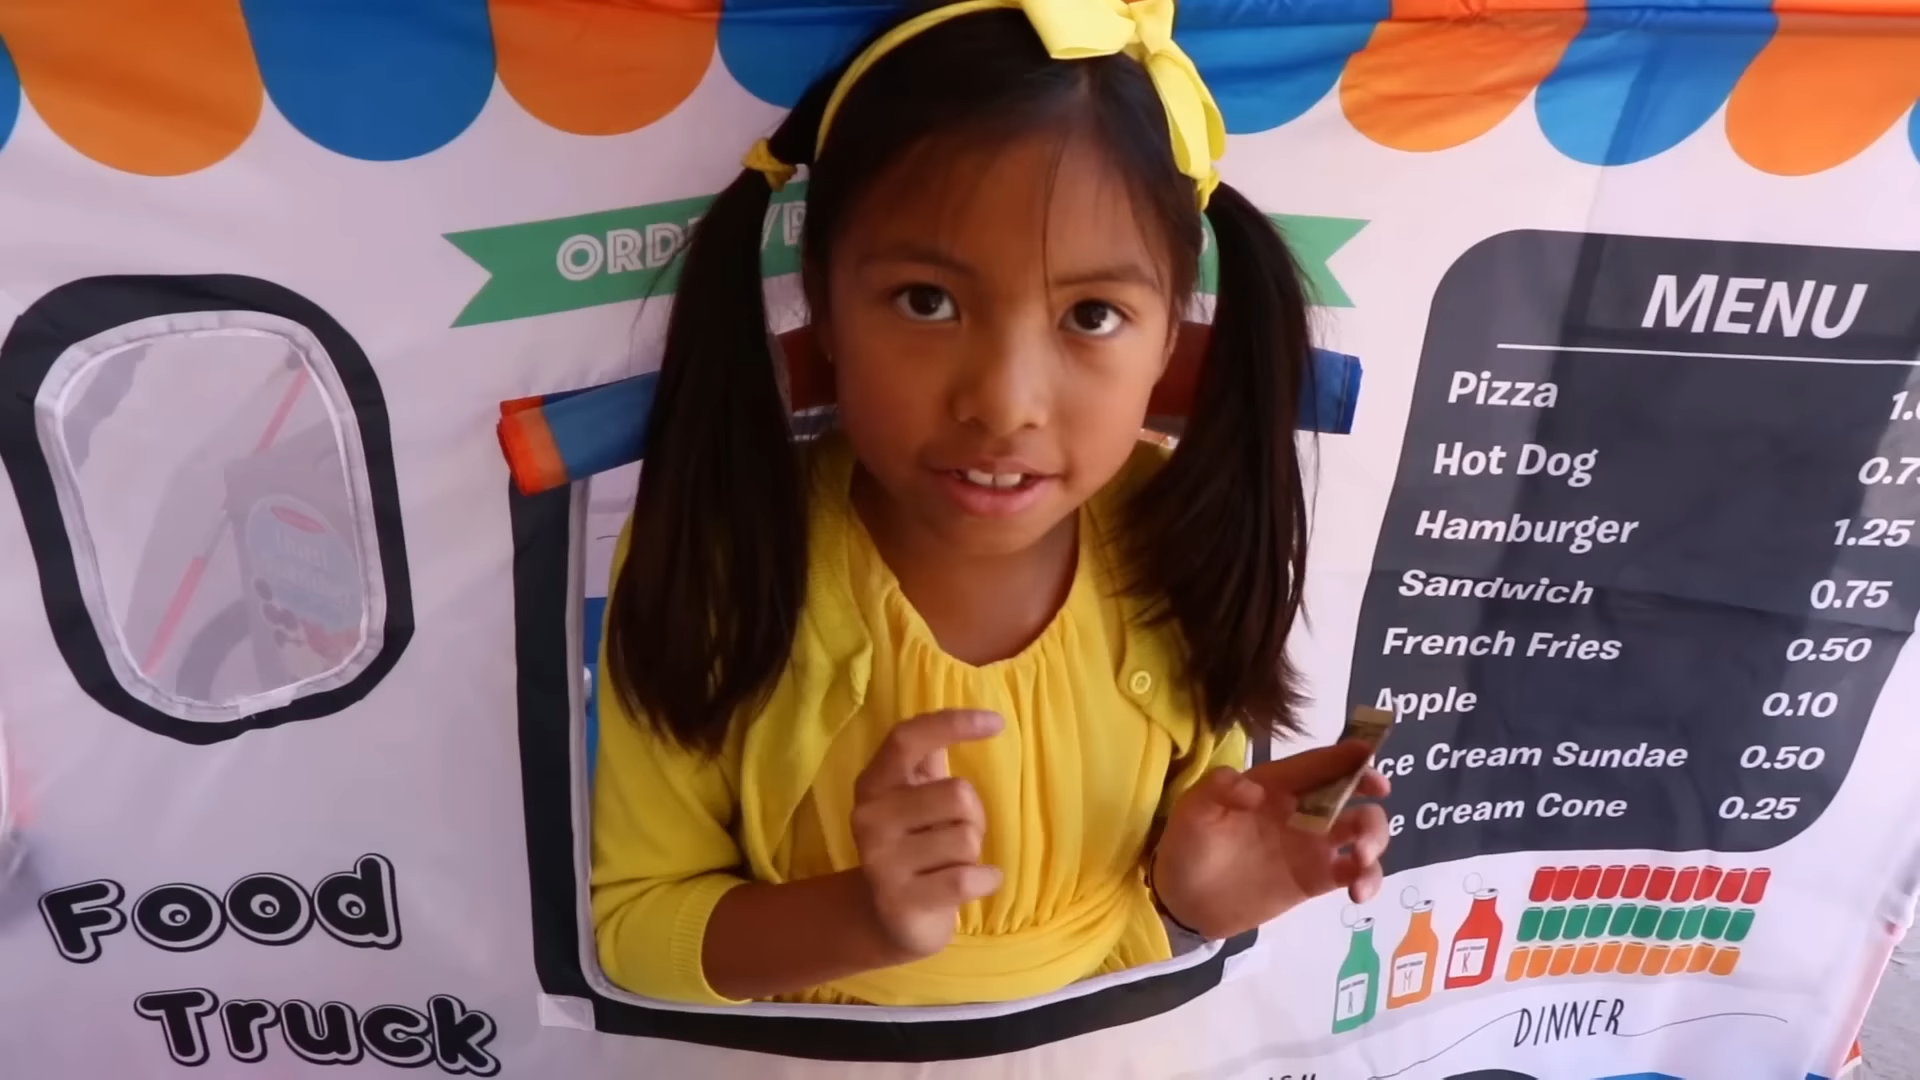 MENU
Pizza
Hot Dog
Hamburger 1.25
Sandwich 0.75
French Fries 0.50
Apple 0.10
Ice Cream Sundae 0.50
Cream Cone 0.25
R M K
DINNER
Food
Truck